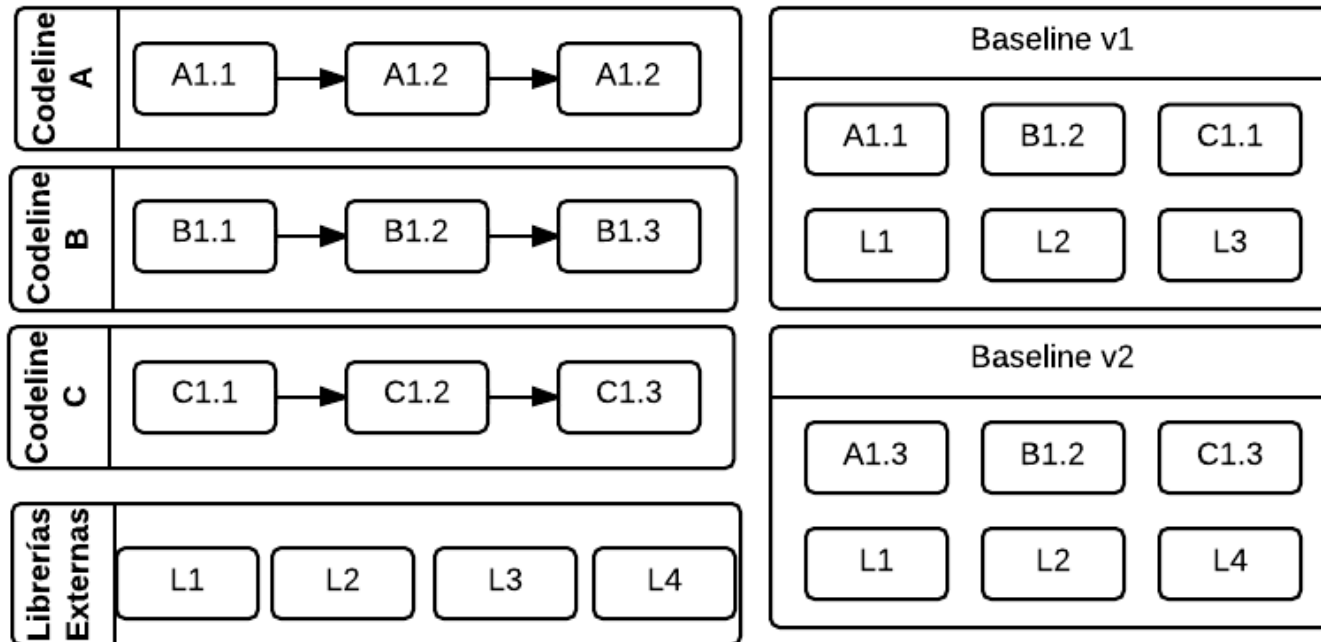 Codeline
A
A1.1
A1.2
A1.2
Codeline
B
B1.1
B1.2
B1.3
Codeline
C
C1.1
C1.2
C1.3
Librerías
Externas
L1
L2
L3
L4
Baseline v1
A1.1
B1.2
C1.1
L1
L2
L3
Baseline v2
A1.3
B1.2
C1.3
L1
L2
L4